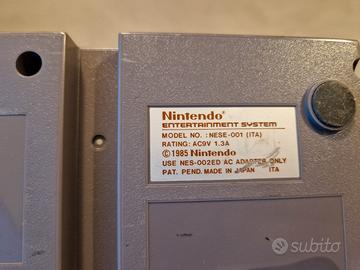 Nintendo®
ENTERTAINMENT SYSTEM
MODEL NO. :NESE-001 (ITA)
RATING: AC9V 1.3A
©1985 Nintendo
USE NES-002ED AC ADAPTER ONLY
PAT. PEND. MADE IN JAPAN ITA
subito